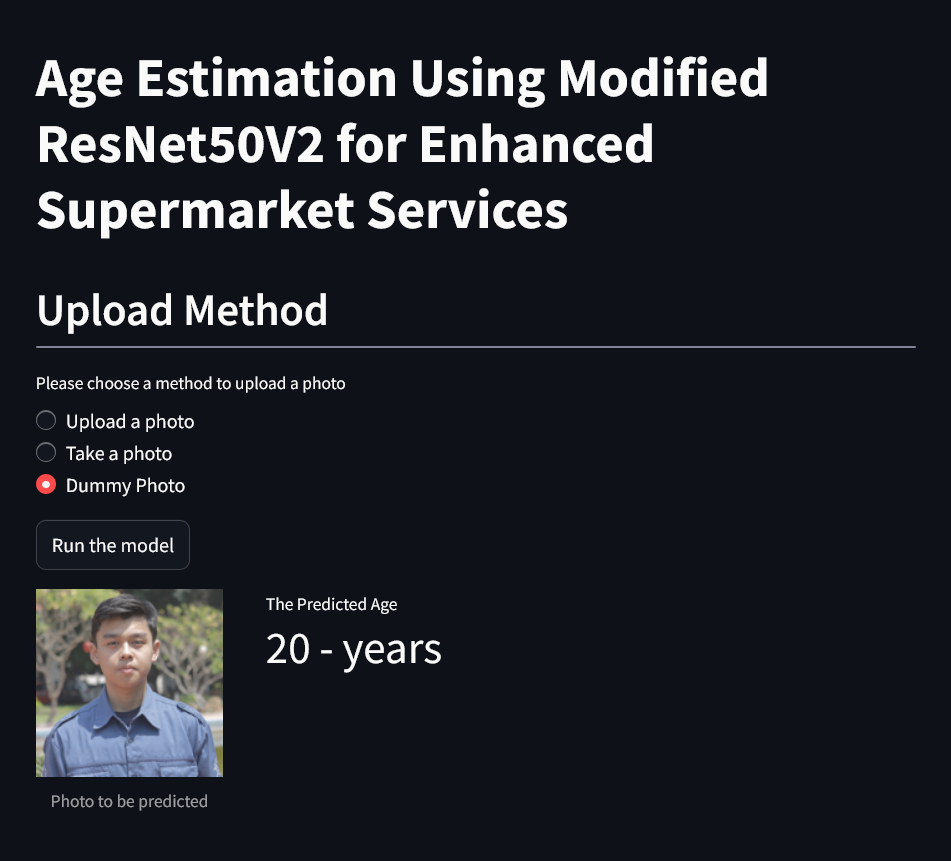 Age Estimation Using Modified
ResNet50V2 for Enhanced
Supermarket Services
Upload Method
Please choose a method to upload a photo
Upload a photo
Take a photo
Dummy Photo
Run the model
The Predicted Age
20 - years
Photo to be predicted